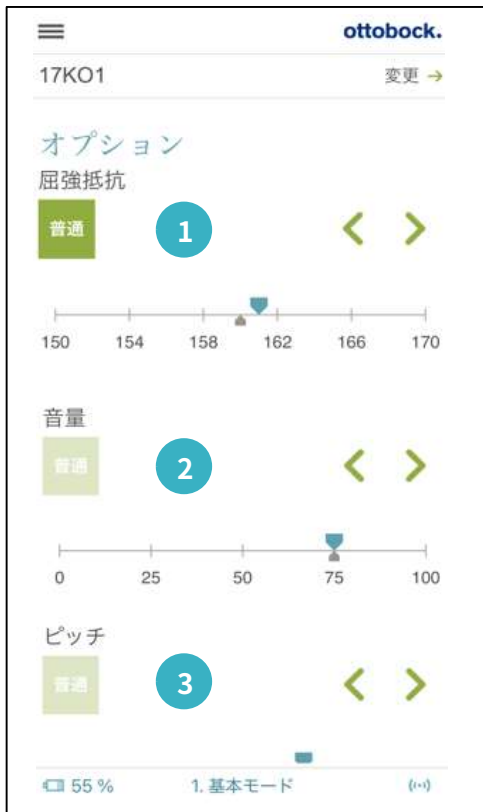 ottobock.
17KO1 変更 →
オプション
屈強抵抗
普通 1
150 154 158 162 166 170
音量
普通 2
0 25 50 75 100
ピッチ
普通 3
55 % 1. 基本モード